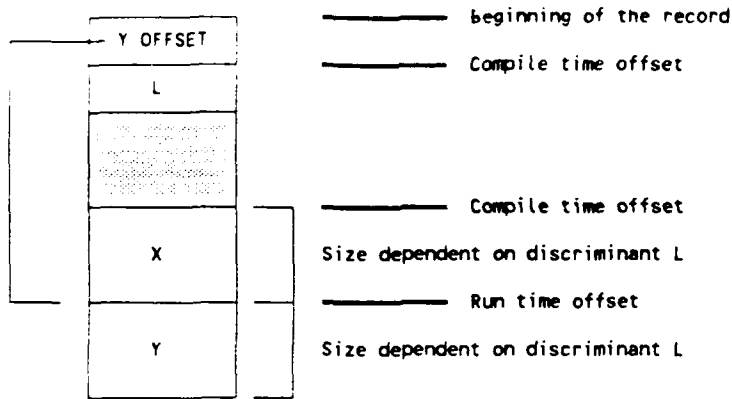 beginning of the record
Y OFFSET
Compile time offset
L
Compile time offset
X
Size dependent on discriminant L
Run time offset
Y
Size dependent on discriminant L